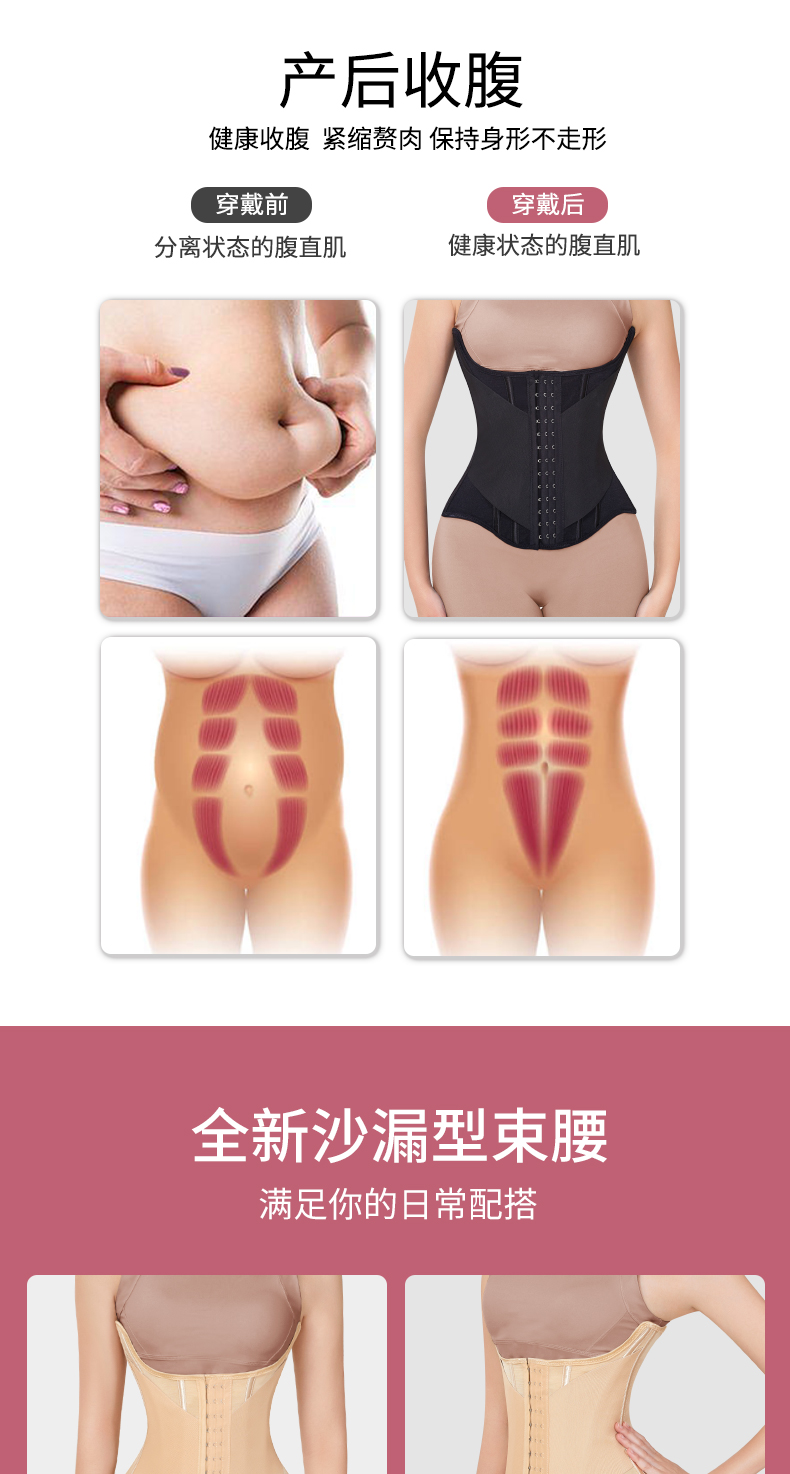 产后收腹
健康收腹 紧缩赘肉 保持身形不走形
穿戴前
穿戴后
分离状态的腹直肌
健康状态的腹直肌
全新沙漏型束腰
满足你的日常配搭